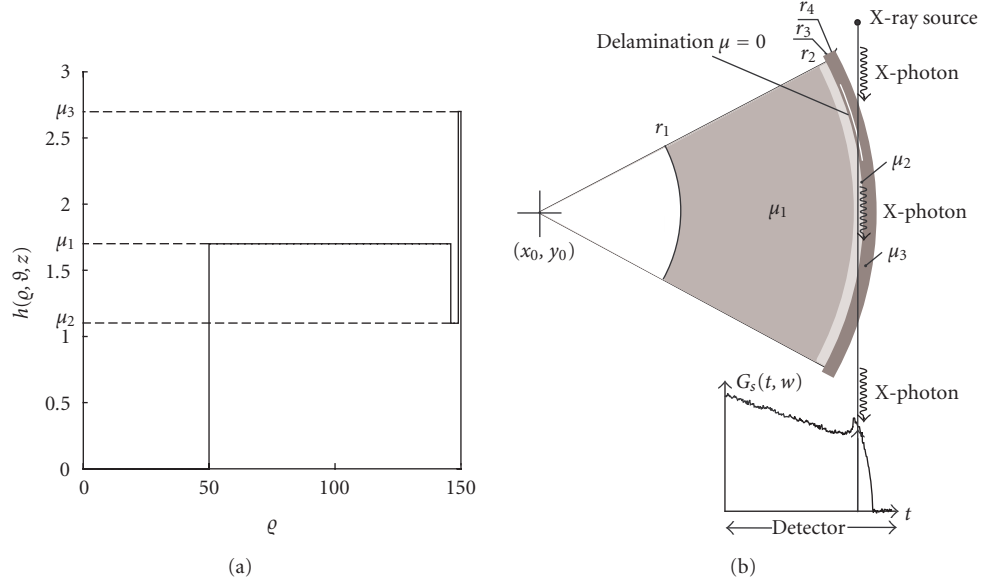 3
μ3
2.5
2
μ1
1.5
μ2
1
0.5
0
h(ϱ, ϑ, z)
0
50
100
150
ϱ
(a)
r4
r3
r2
X-ray source
Delamination μ = 0
X-photon
r1
μ2
μ1
X-photon
(x0, y0)
μ3
X-photon
Gs(t, w)
t
Detector
(b)